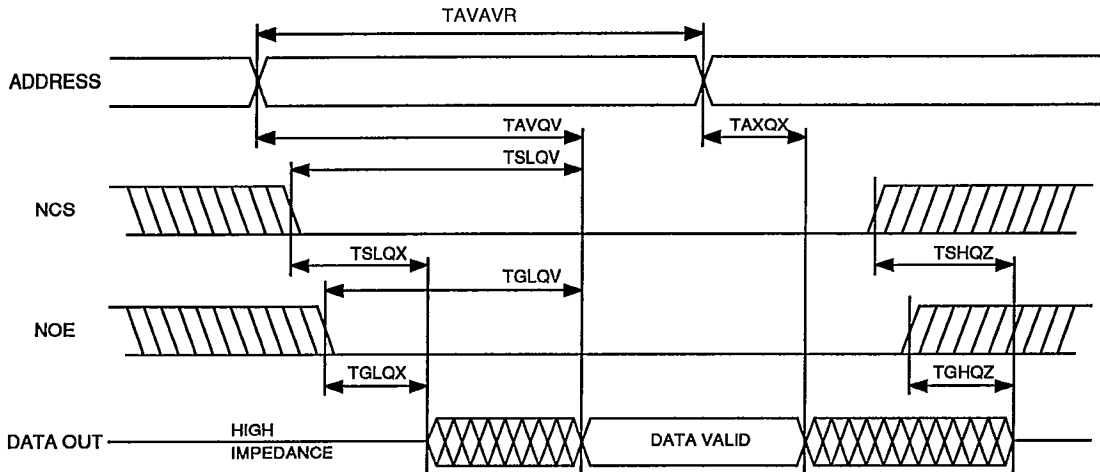 TAVAVR
ADDRESS
TAVQV
TAXQX
TSLQV
NCS
TSLQX
TSHQZ
TGLQV
NOE
TGLQX
TGHQZ
DATA OUT
HIGH
IMPEDANCE
DATA VALID